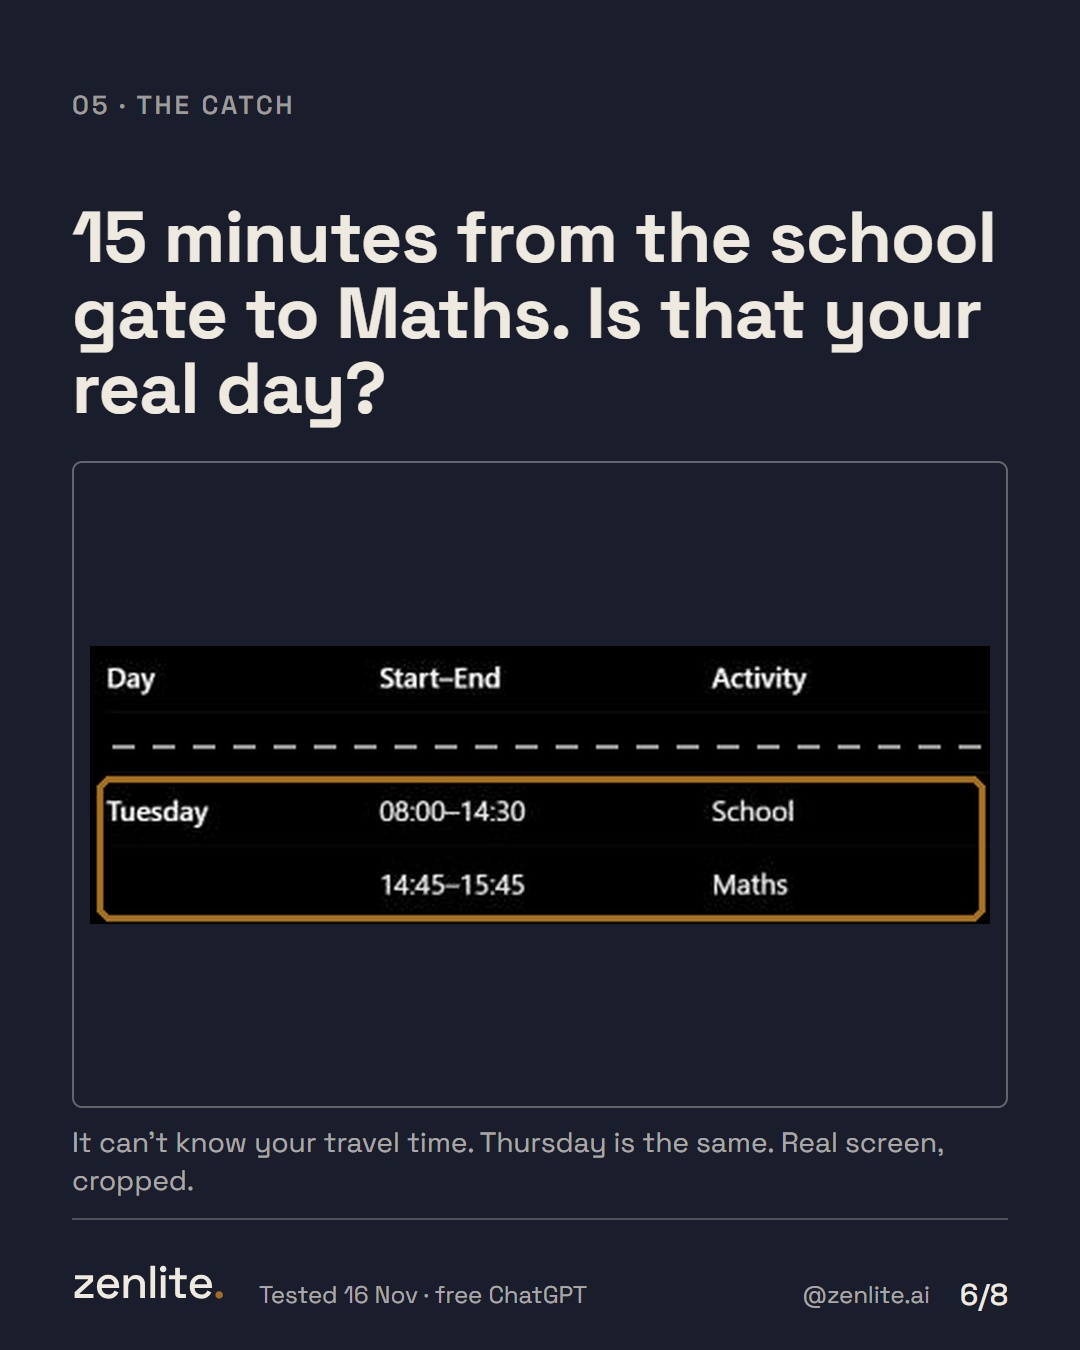 05 · THE CATCH
15 minutes from the school
gate to Maths. Is that your
real day?
Day Start–End Activity
Tuesday 08:00–14:30 School
14:45–15:45 Maths
It can't know your travel time. Thursday is the same. Real screen,
cropped.
zenlite. Tested 16 Nov · free ChatGPT @zenlite.ai 6/8